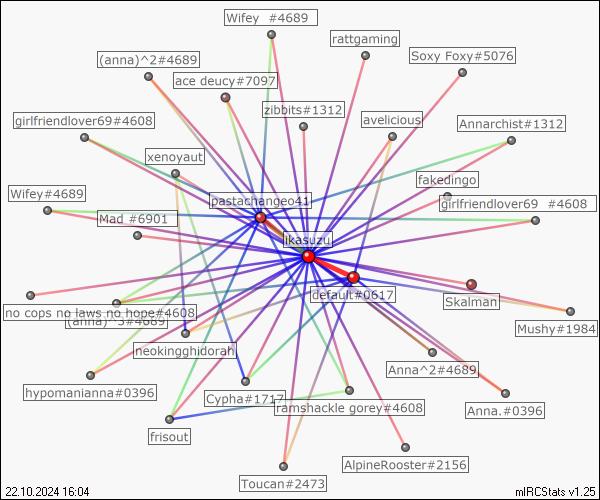 Wifey  #4689
rattgaming
(anna)^2#4689
Soxy Foxy#5076
ace deucy#7097
zibbits#1312
girlfriendlover69#4608
avelicious
Annarchist#1312
xenoyaut
fakedingo
Wifey#4689
pastachangeo41
girlfriendlover69  #4608
Mad #6901
ikasuzu
default#0617
Skalman
no cops no laws no hope#4608
(anna)^3#4689
Mushy#1984
neokingghidorah
Anna^2#4689
hypomanianna#0396
Cypha#1717
ramshackle gorey#4608
Anna.#0396
frisout
AlpineRooster#2156
Toucan#2473
22.10.2024 16:04
mIRCStats v1.25